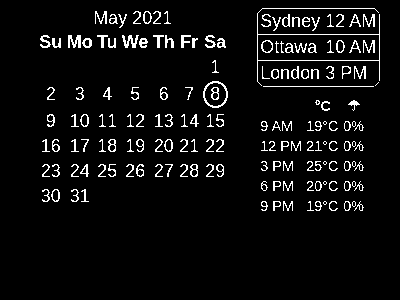 May 2021
Su Mo Tu We Th Fr Sa
1
2 3 4 5 6 7 8
9 10 11 12 13 14 15
16 17 18 19 20 21 22
23 24 25 26 27 28 29
30 31
Sydney 12 AM
Ottawa 10 AM
London 3 PM
°C ☂
9 AM 19°C 0%
12 PM 21°C 0%
3 PM 25°C 0%
6 PM 20°C 0%
9 PM 19°C 0%